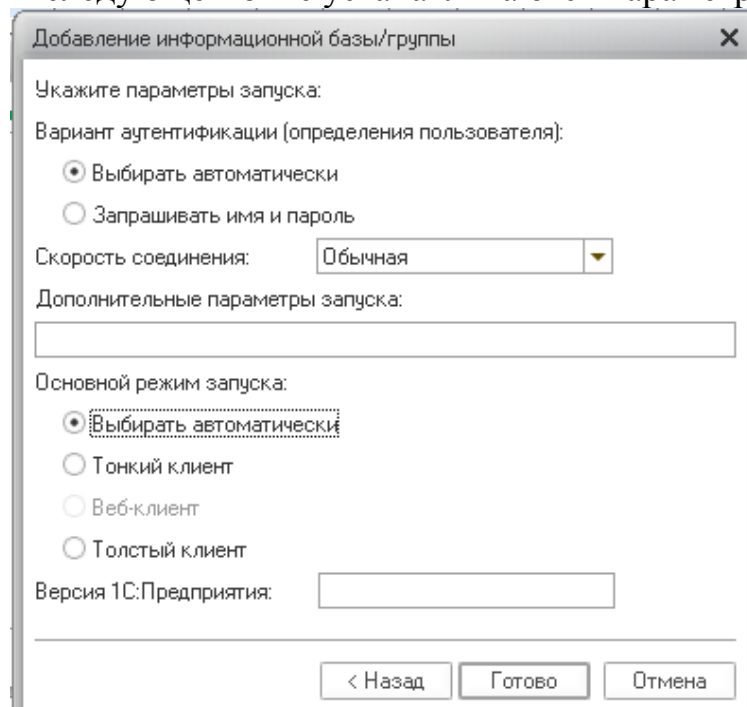 Добавление информационной базы/группы
Укажите параметры запуска:
Вариант аутентификации (определения пользователя):
Выбирать автоматически
Запрашивать имя и пароль
Скорость соединения: Обычная
Дополнительные параметры запуска:
Основной режим запуска:
Выбирать автоматически
Тонкий клиент
Веб-клиент
Толстый клиент
Версия 1С:Предприятия:
< Назад Готово Отмена